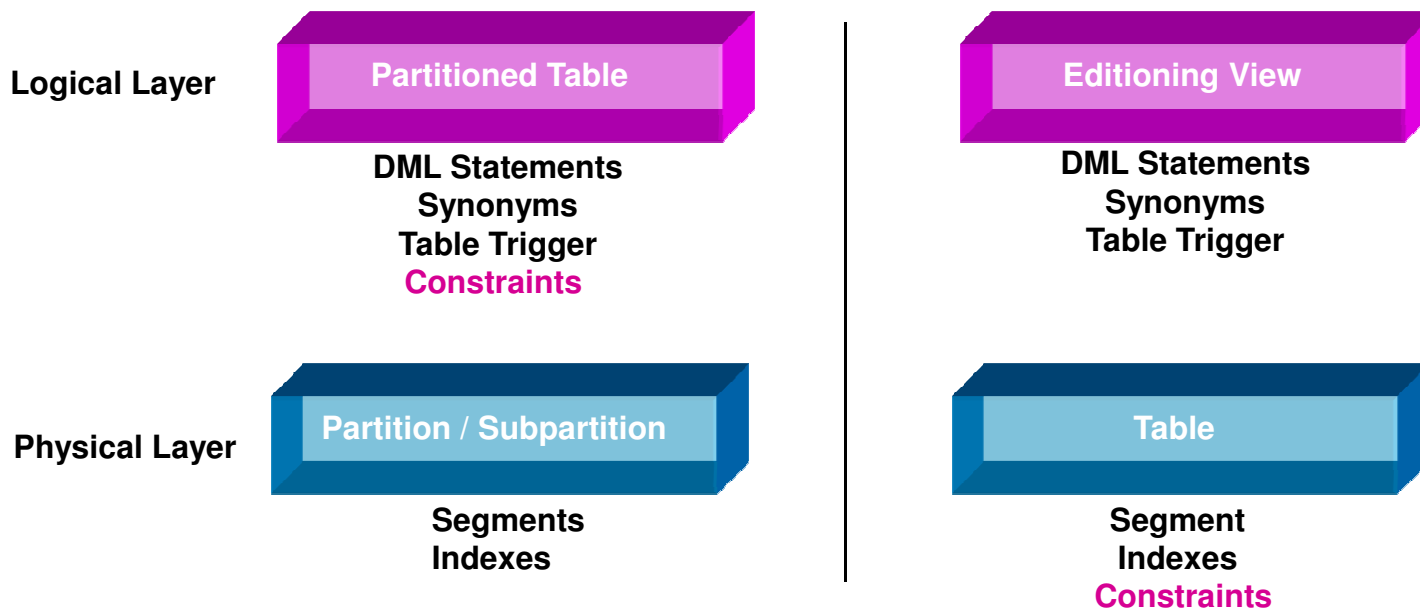 Logical Layer
Partitioned Table
DML Statements
Synonyms
Table Trigger
Constraints
Editioning View
DML Statements
Synonyms
Table Trigger
Physical Layer
Partition / Subpartition
Segments
Indexes
Table
Segment
Indexes
Constraints